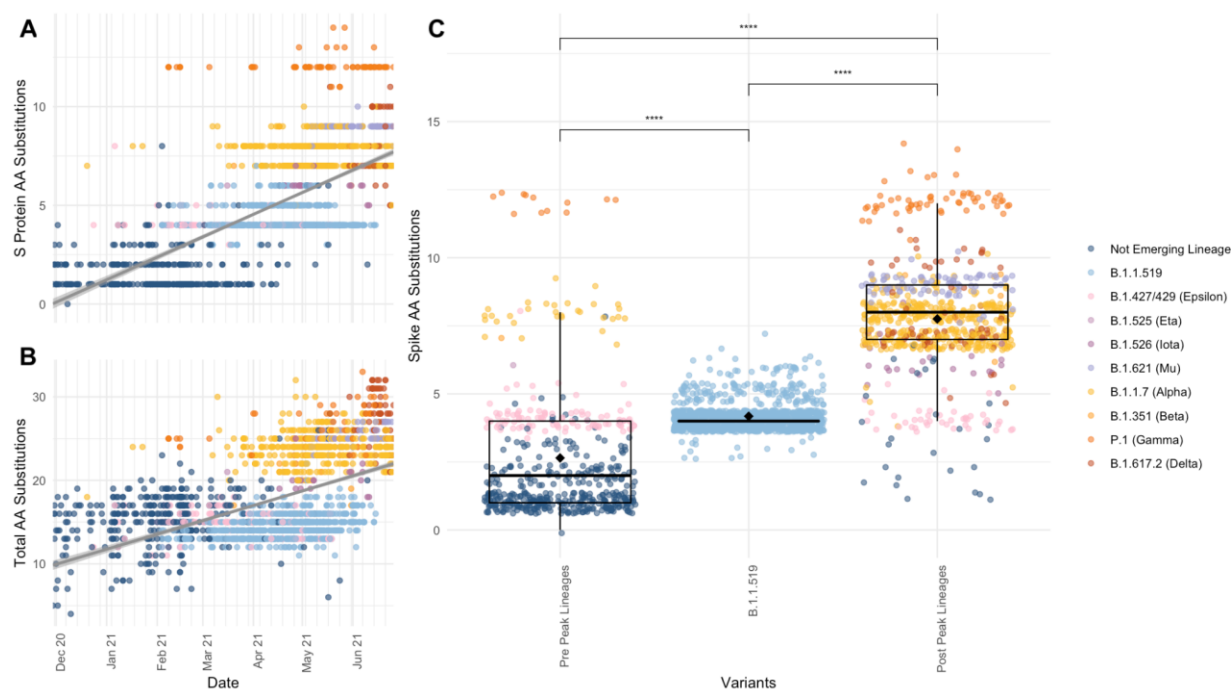 A
S Protein AA Substitutions
10
5
0
B
Total AA Substitutions
30
20
10
Dec 20
Jan 21
Feb 21
Mar 21
Apr 21
May 21
Jun 21
Date
C
****
****
****
Spike AA Substitutions
15
10
5
0
Pre Peak Lineages
B.1.1.519
Post Peak Lineages
Variants
Not Emerging Lineage
B.1.1.519
B.1.427/429 (Epsilon)
B.1.525 (Eta)
B.1.526 (Iota)
B.1.621 (Mu)
B.1.1.7 (Alpha)
B.1.351 (Beta)
P.1 (Gamma)
B.1.617.2 (Delta)